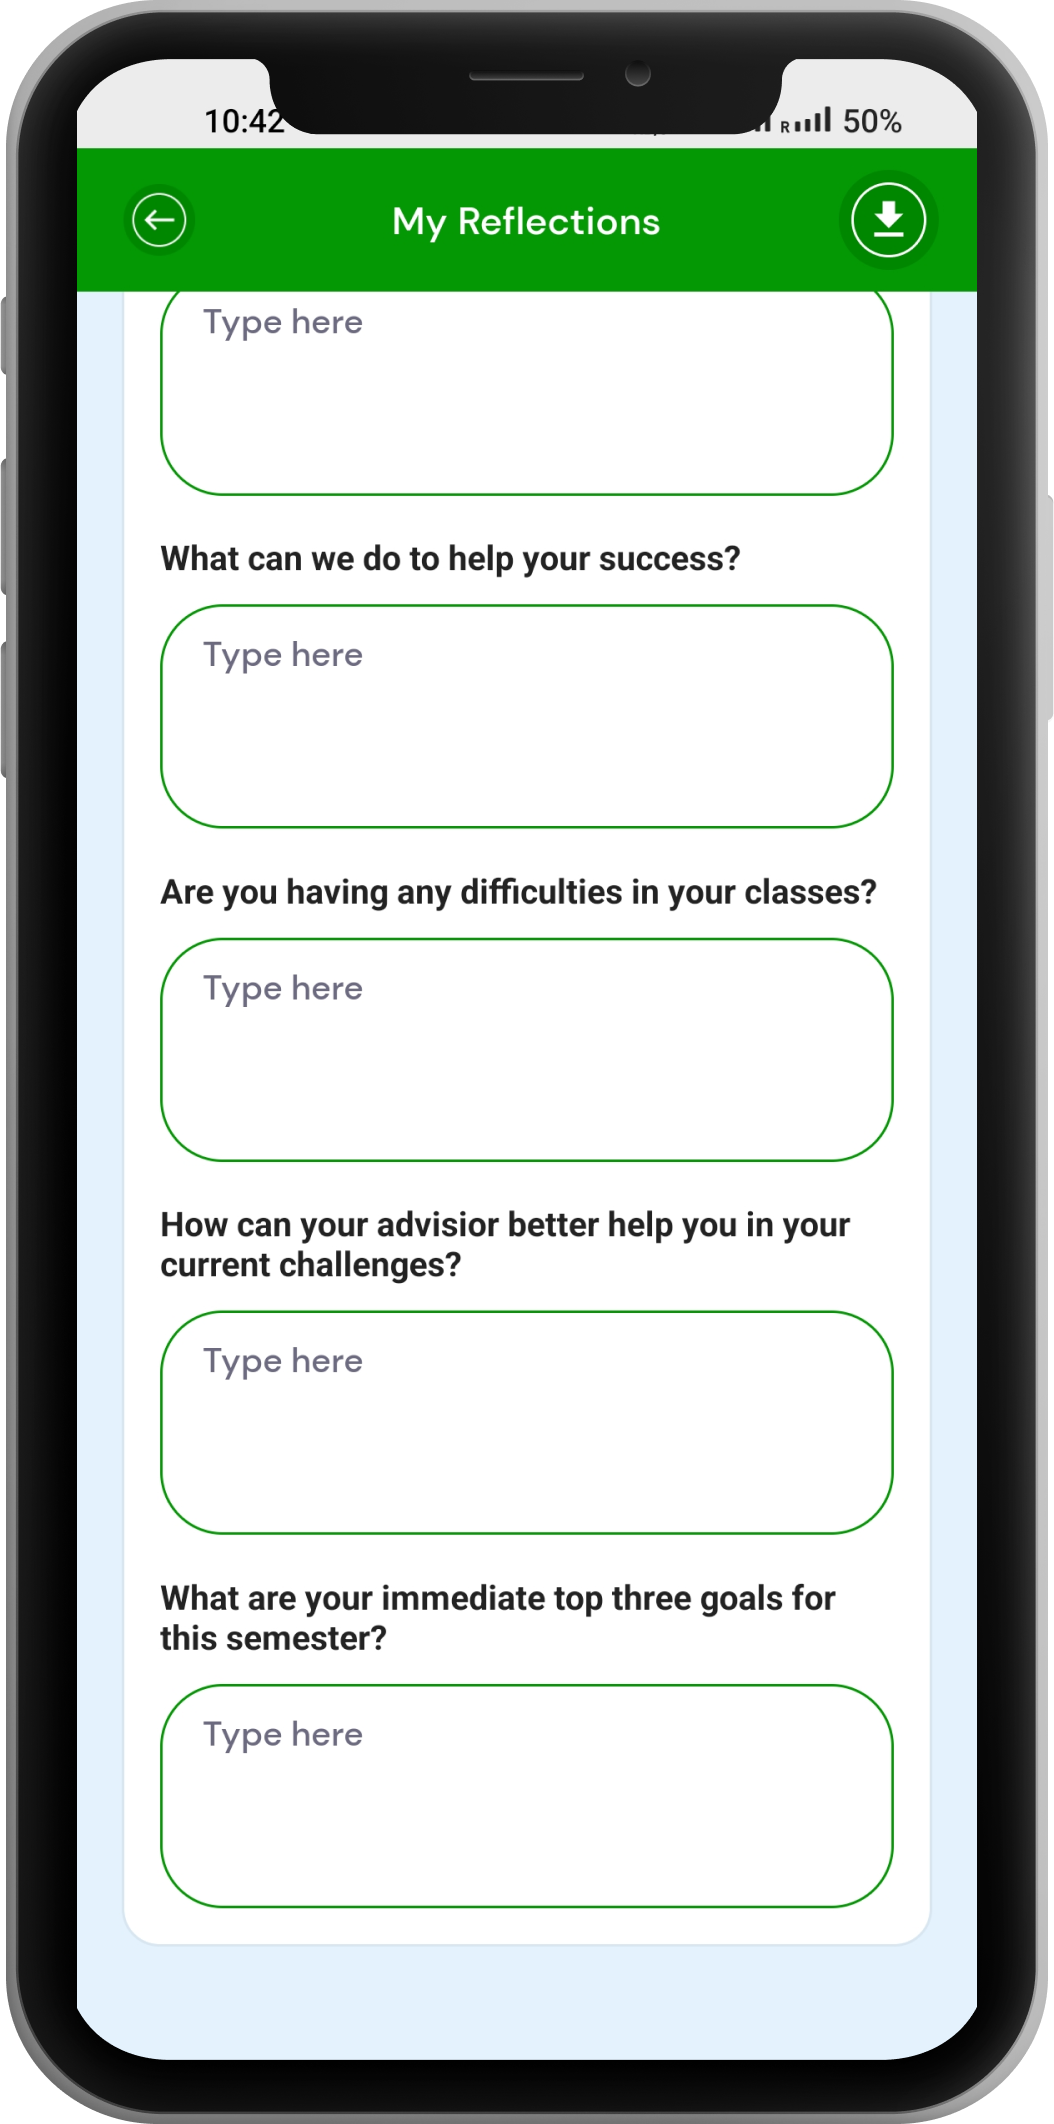 10:42
R 50%
My Reflections
Type here
What can we do to help your success?
Type here
Are you having any difficulties in your classes?
Type here
How can your advisior better help you in your
current challenges?
Type here
What are your immediate top three goals for
this semester?
Type here